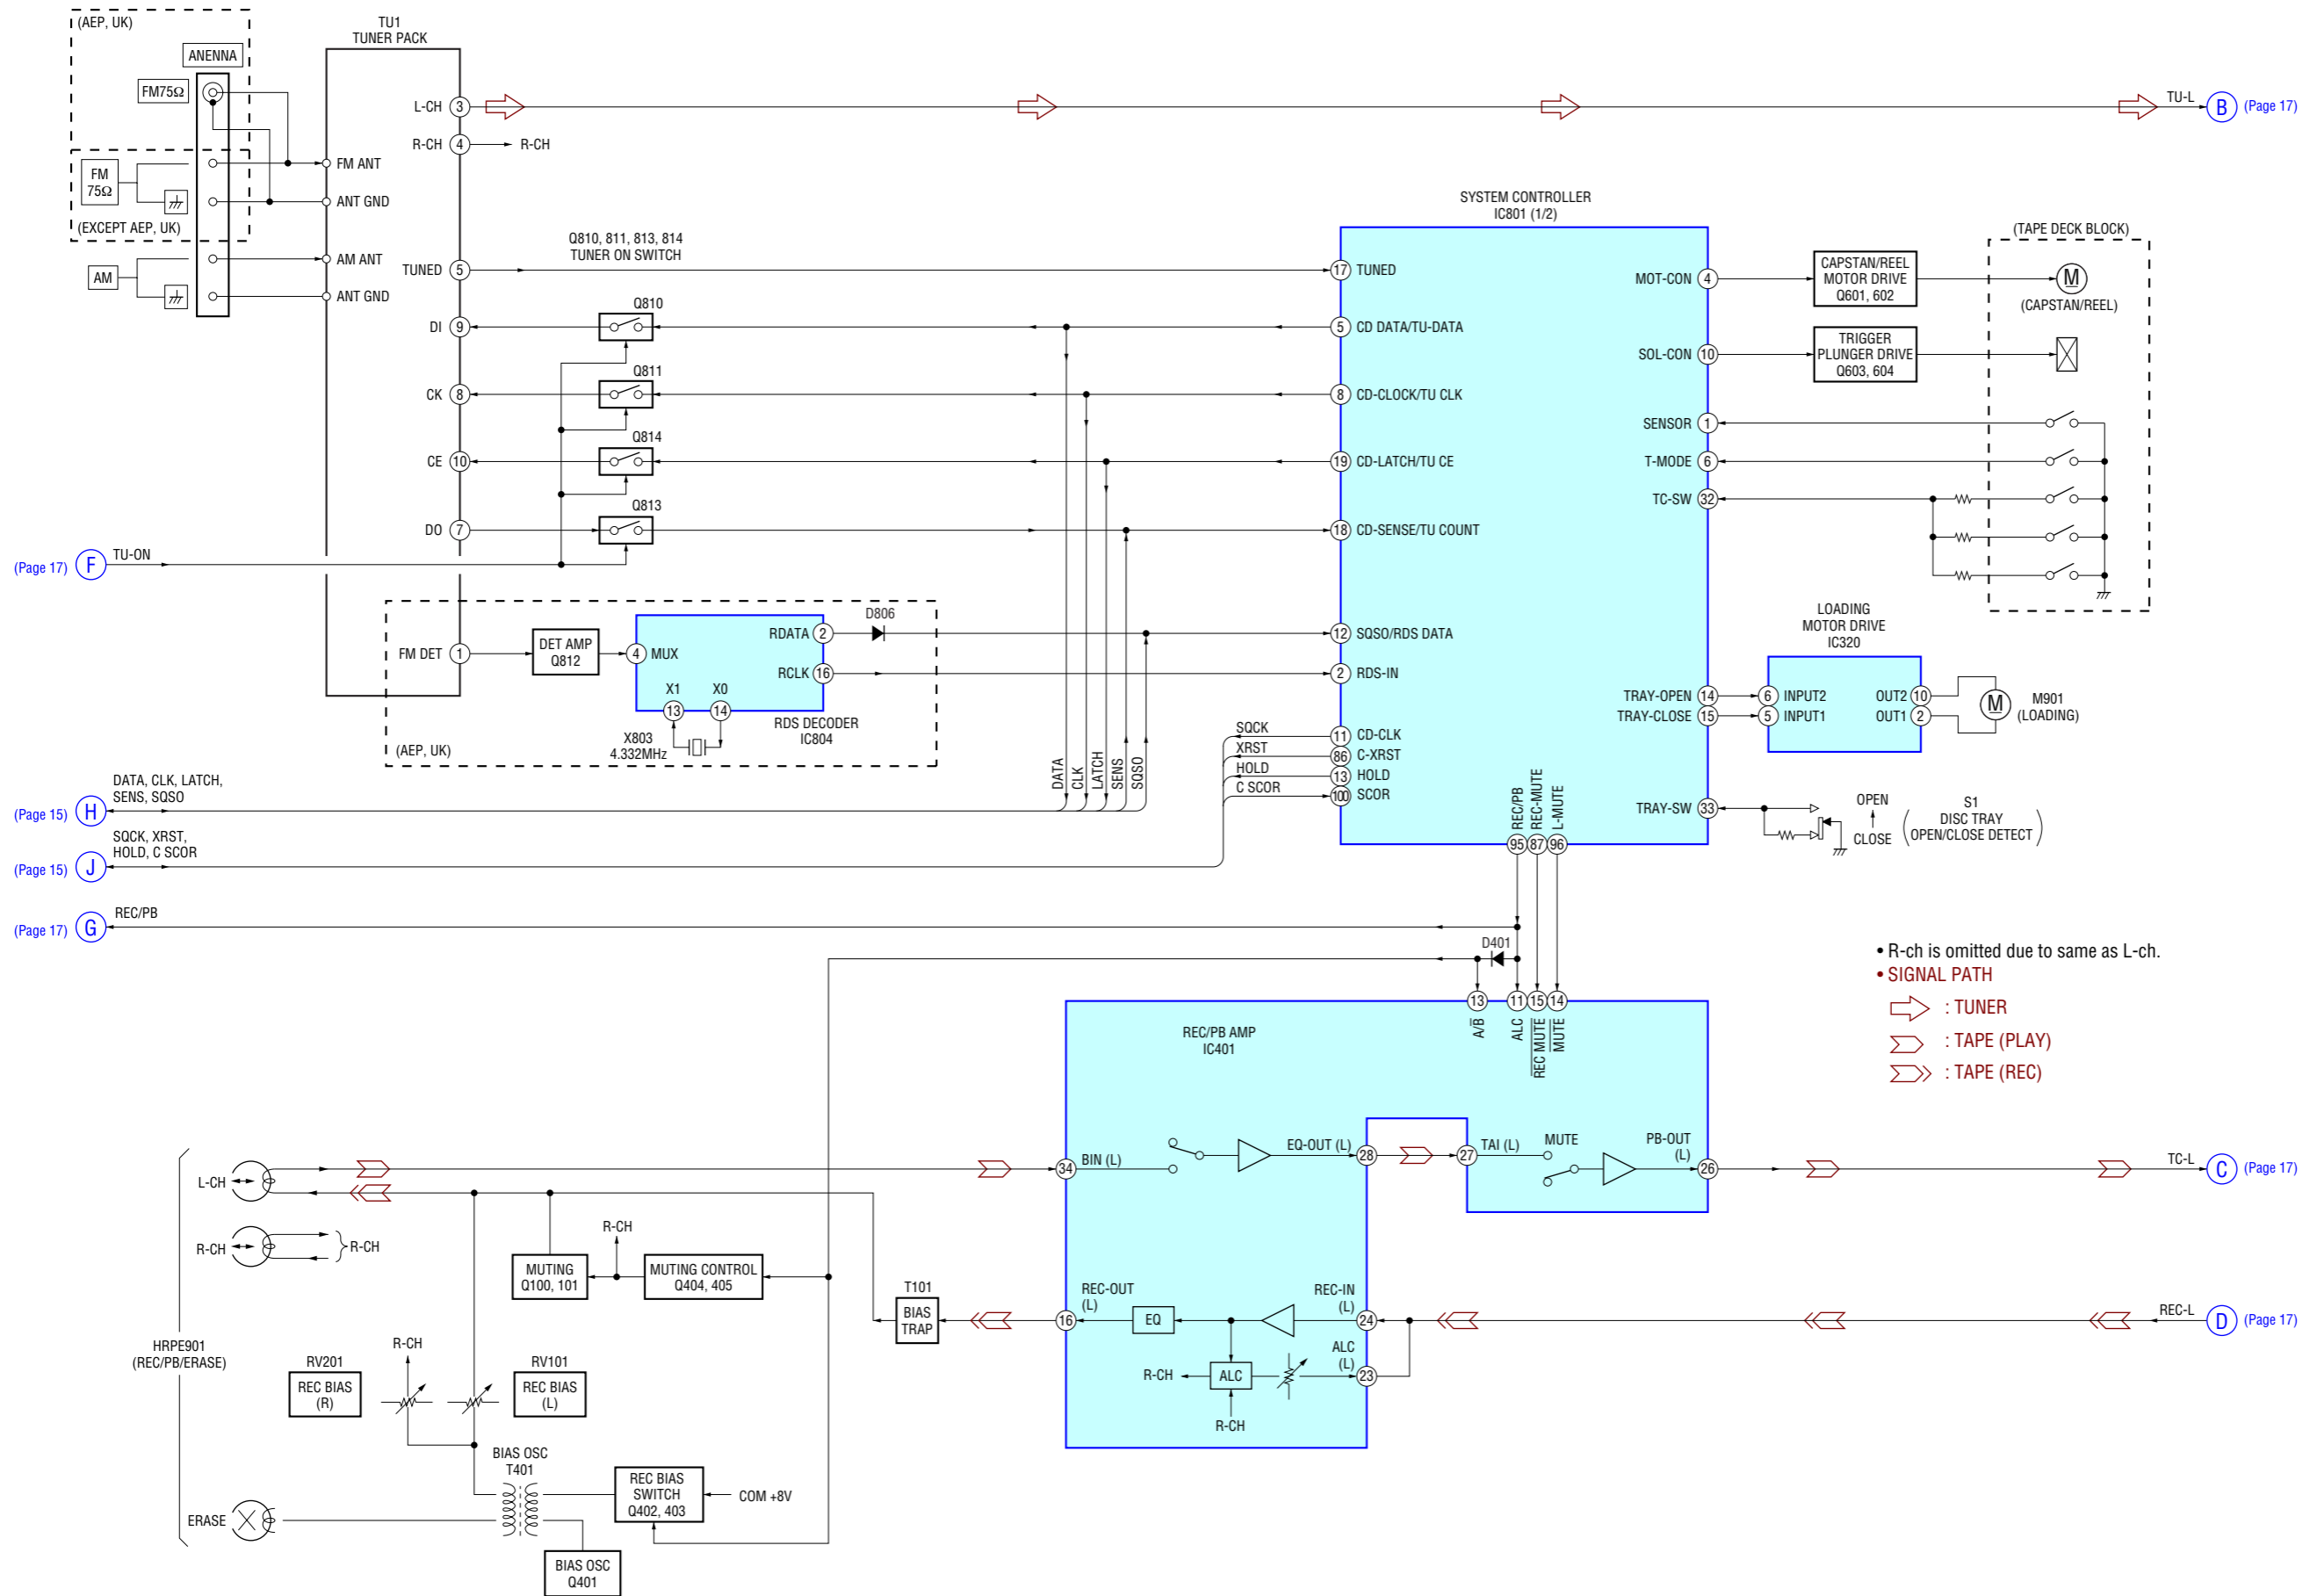 (AEP, UK)
ANENNA
FM75Ω
FM
75Ω
(EXCEPT AEP, UK)
AM
TU1
TUNER PACK
L-CH 3
R-CH 4
R-CH
FM ANT
ANT GND
AM ANT
ANT GND
TUNED 5
DI 9
CK 8
CE 10
DO 7
FM DET 1
Q810, 811, 813, 814
TUNER ON SWITCH
Q810
Q811
Q814
Q813
TU-L B (Page 17)
(Page 17) F TU-ON
DET AMP
Q812
4 MUX
RDATA 2
RCLK 16
X1
13
X0
14
X803
4.332MHz
RDS DECODER
IC804
(AEP, UK)
D806
SYSTEM CONTROLLER
IC801 (1/2)
17 TUNED
5 CD DATA/TU-DATA
8 CD-CLOCK/TU CLK
19 CD-LATCH/TU CE
18 CD-SENSE/TU COUNT
12 SQSO/RDS DATA
2 RDS-IN
SQCK 11 CD-CLK
XRST 86 C-XRST
HOLD 13 HOLD
C SCOR 100 SCOR
MOT-CON 4
SOL-CON 10
SENSOR 1
T-MODE 6
TC-SW 32
TRAY-OPEN 14
TRAY-CLOSE 15
TRAY-SW 33
REC/PB
REC-MUTE
L-MUTE
95 87 96
CAPSTAN/REEL
MOTOR DRIVE
Q601, 602
TRIGGER
PLUNGER DRIVE
Q603, 604
(TAPE DECK BLOCK)
M
(CAPSTAN/REEL)
LOADING
MOTOR DRIVE
IC320
6 INPUT2
5 INPUT1
OUT2 10
OUT1 2
M
M901
(LOADING)
OPEN
CLOSE
S1
DISC TRAY
OPEN/CLOSE DETECT
DATA
CLK
LATCH
SENS
SQSO
DATA, CLK, LATCH,
SENS, SQSO
(Page 15) H
SQCK, XRST,
HOLD, C SCOR
(Page 15) J
REC/PB
(Page 17) G
D401
• R-ch is omitted due to same as L-ch.
• SIGNAL PATH
: TUNER
: TAPE (PLAY)
: TAPE (REC)
13 11 15 14
A/B
ALC
REC MUTE
MUTE
REC/PB AMP
IC401
34 BIN (L)
EQ-OUT (L) 28
27 TAI (L)
MUTE
PB-OUT
(L)
26
TC-L C (Page 17)
REC-OUT
(L)
16
EQ
REC-IN
(L)
24
ALC
(L)
23
R-CH
ALC
R-CH
REC-L D (Page 17)
L-CH
R-CH
R-CH
HRPE901
(REC/PB/ERASE)
ERASE
MUTING
Q100, 101
R-CH
MUTING CONTROL
Q404, 405
T101
BIAS
TRAP
RV201
REC BIAS
(R)
R-CH
RV101
REC BIAS
(L)
BIAS OSC
T401
REC BIAS
SWITCH
Q402, 403
COM +8V
BIAS OSC
Q401